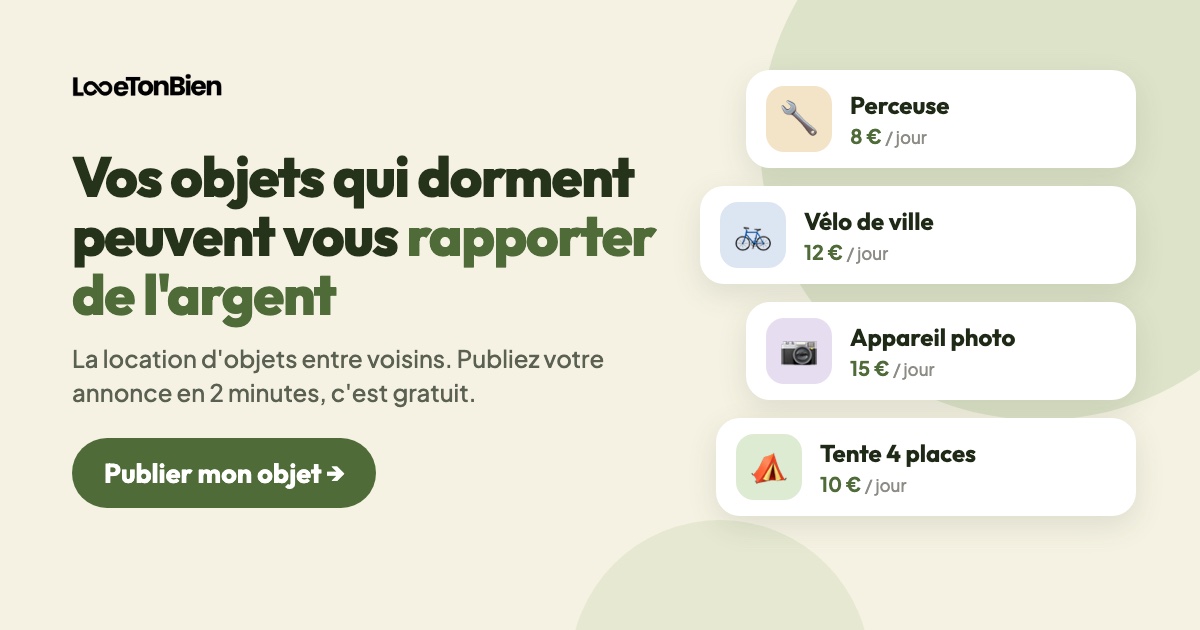 LooeTonBien
Vos objets qui dorment
peuvent vous rapporter
de l'argent
La location d'objets entre voisins. Publiez votre
annonce en 2 minutes, c'est gratuit.
Publier mon objet →
Perceuse
8 € / jour
Vélo de ville
12 € / jour
Appareil photo
15 € / jour
Tente 4 places
10 € / jour